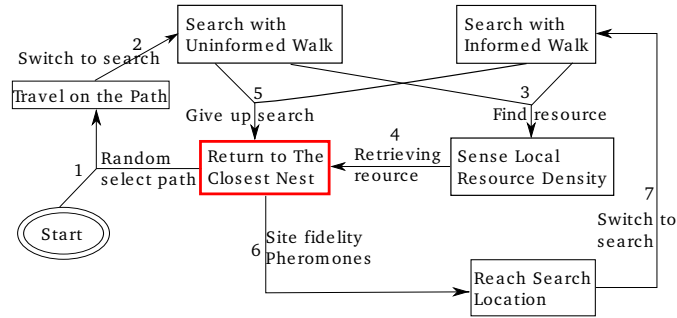 Search with
Uninformed Walk
Search with
Informed Walk
2
Switch to search
Travel on the Path
5
Give up search
3
Find resource
4
Retrieving
reource
1
Random
select path
Return to The
Closest Nest
Sense Local
Resource Density
Start
7
Switch to
search
6
Site fidelity
Pheromones
Reach Search
Location